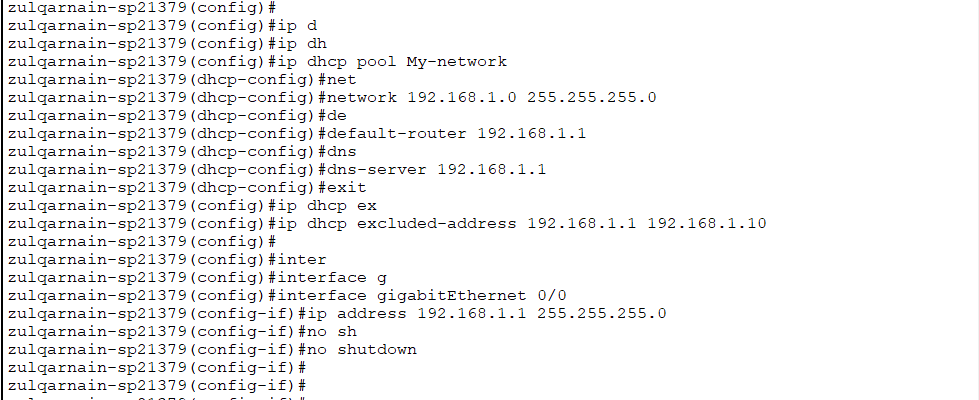 zulqarnain-sp21379(config)#
zulqarnain-sp21379(config)#ip d
zulqarnain-sp21379(config)#ip dh
zulqarnain-sp21379(config)#ip dhcp pool My-network
zulqarnain-sp21379(dhcp-config)#net
zulqarnain-sp21379(dhcp-config)#network 192.168.1.0 255.255.255.0
zulqarnain-sp21379(dhcp-config)#de
zulqarnain-sp21379(dhcp-config)#default-router 192.168.1.1
zulqarnain-sp21379(dhcp-config)#dns
zulqarnain-sp21379(dhcp-config)#dns-server 192.168.1.1
zulqarnain-sp21379(dhcp-config)#exit
zulqarnain-sp21379(config)#ip dhcp ex
zulqarnain-sp21379(config)#ip dhcp excluded-address 192.168.1.1 192.168.1.10
zulqarnain-sp21379(config)#
zulqarnain-sp21379(config)#inter
zulqarnain-sp21379(config)#interface g
zulqarnain-sp21379(config)#interface gigabitEthernet 0/0
zulqarnain-sp21379(config-if)#ip address 192.168.1.1 255.255.255.0
zulqarnain-sp21379(config-if)#no sh
zulqarnain-sp21379(config-if)#no shutdown
zulqarnain-sp21379(config-if)#
zulqarnain-sp21379(config-if)#